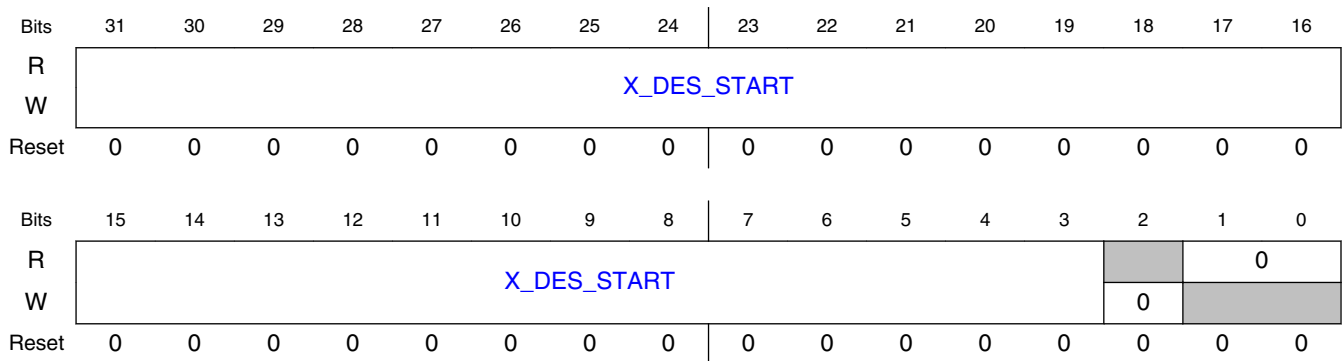 Bits 31 30 29 28 27 26 25 24 23 22 21 20 19 18 17 16
R
X_DES_START
W
Reset 0 0 0 0 0 0 0 0 0 0 0 0 0 0 0 0
Bits 15 14 13 12 11 10 9 8 7 6 5 4 3 2 1 0
R 0
X_DES_START
W 0
Reset 0 0 0 0 0 0 0 0 0 0 0 0 0 0 0 0